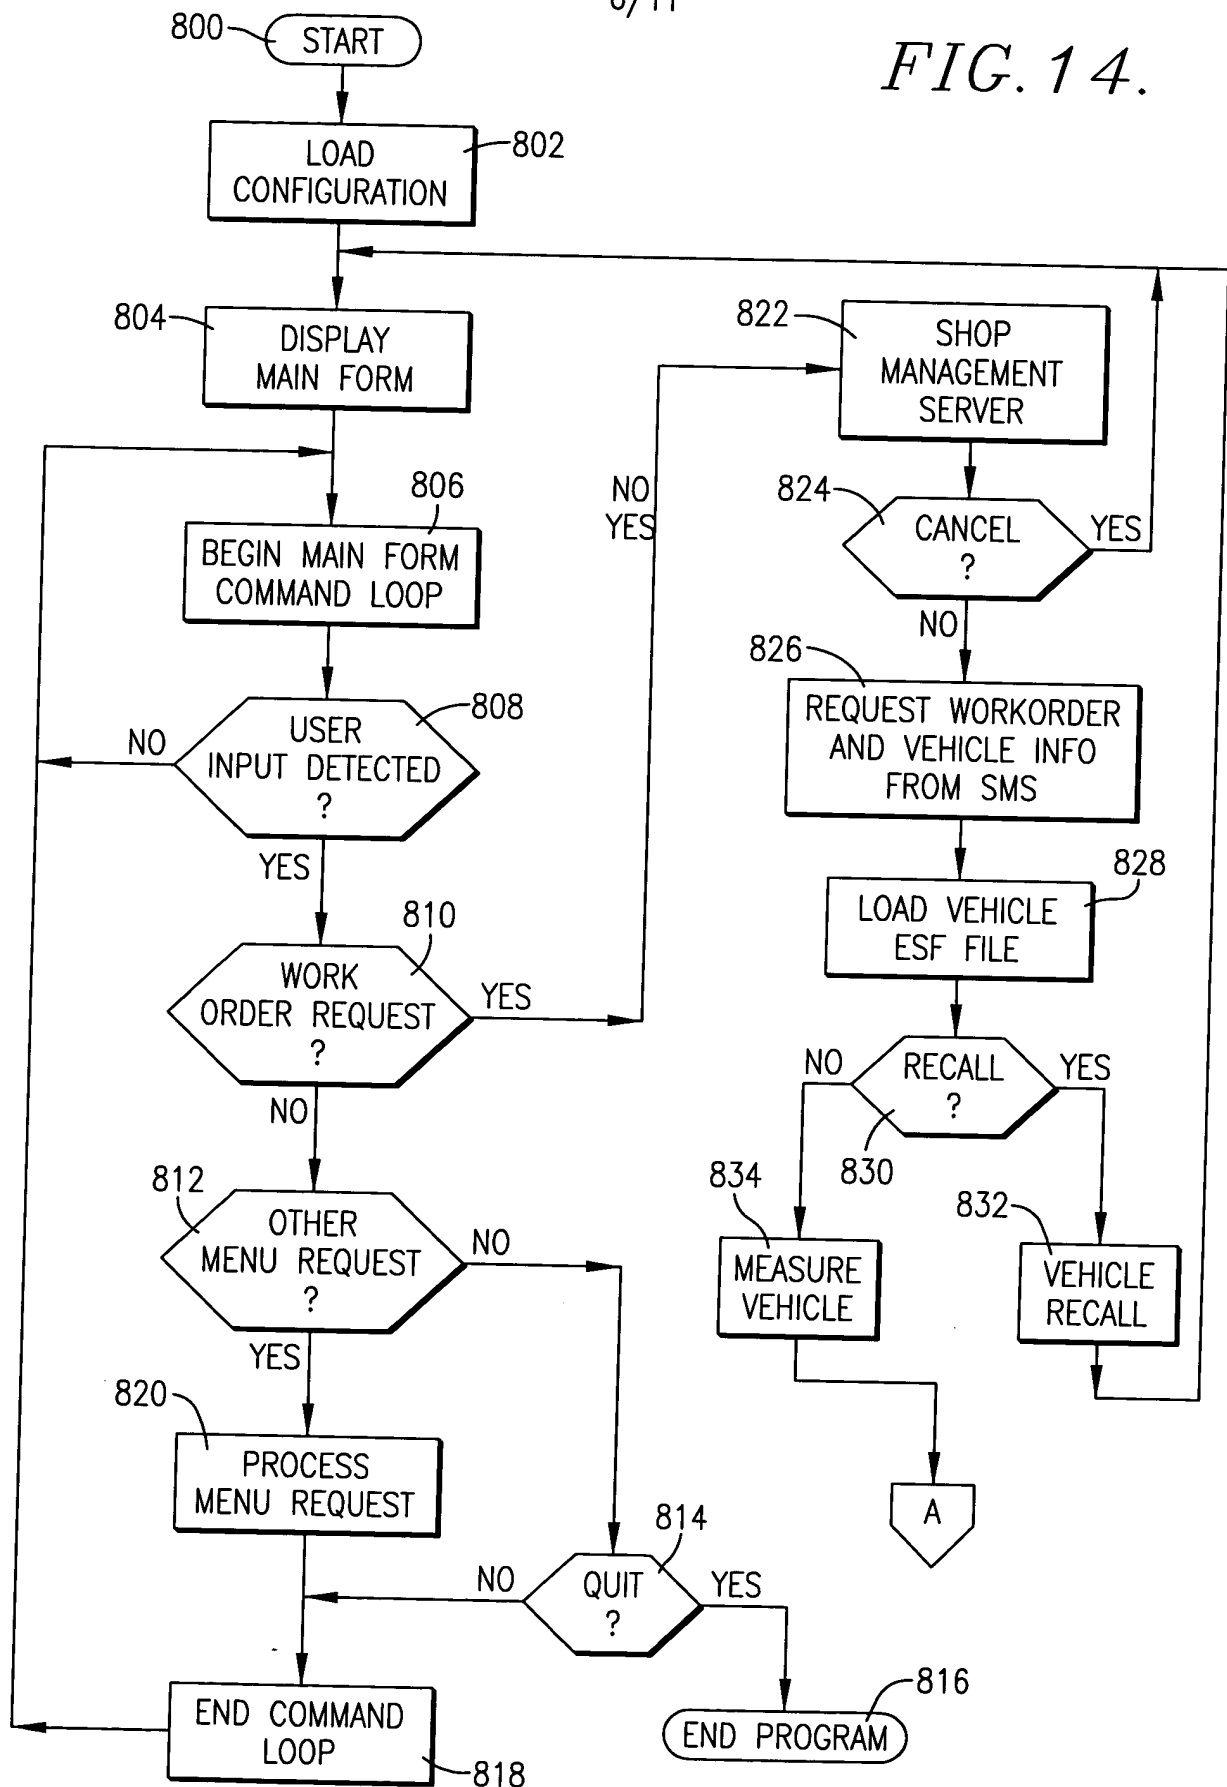 FIG. 14.
800
START
LOAD
CONFIGURATION
802
804
DISPLAY
MAIN FORM
806
BEGIN MAIN FORM
COMMAND LOOP
USER
INPUT DETECTED
?
808
NO
YES
810
WORK
ORDER REQUEST
?
YES
NO
812
OTHER
MENU REQUEST
?
NO
YES
820
PROCESS
MENU REQUEST
814
QUIT
?
NO
YES
816
END PROGRAM
END COMMAND
LOOP
818
NO
YES
822
SHOP
MANAGEMENT
SERVER
824
CANCEL
?
YES
NO
826
REQUEST WORKORDER
AND VEHICLE INFO
FROM SMS
828
LOAD VEHICLE
ESF FILE
RECALL
?
NO
YES
830
834
MEASURE
VEHICLE
832
VEHICLE
RECALL
A